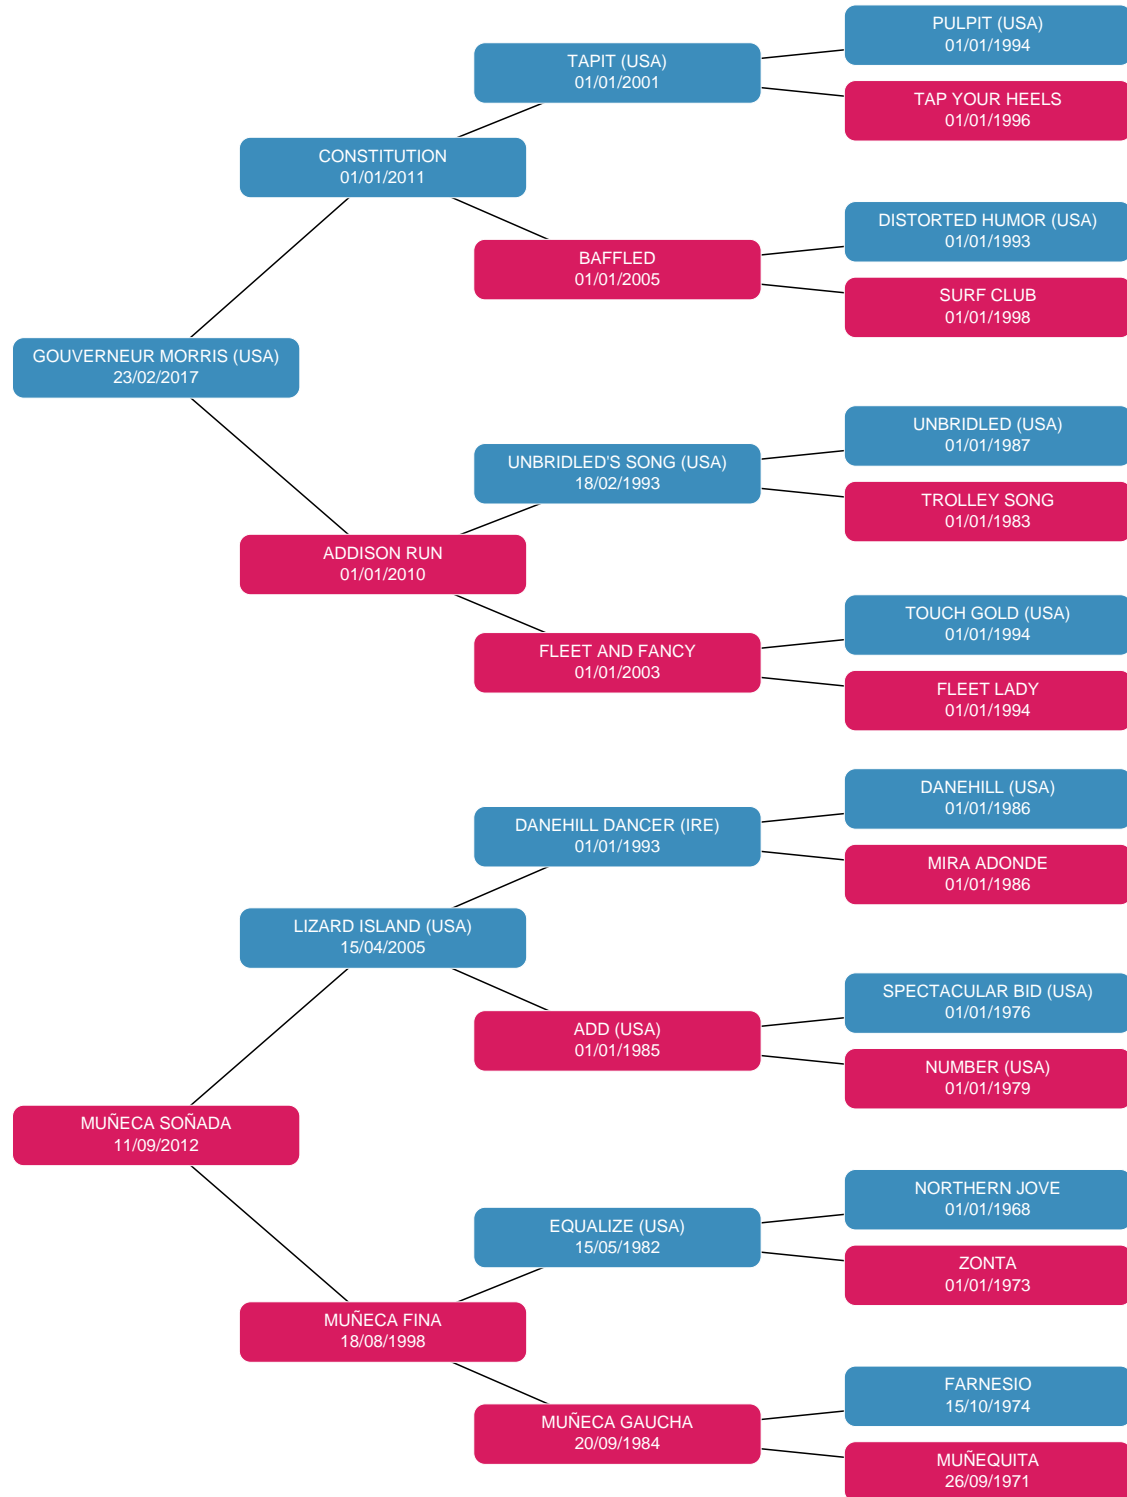 PULPIT (USA)
01/01/1994
TAPIT (USA)
01/01/2001
TAP YOUR HEELS
01/01/1996
CONSTITUTION
01/01/2011
DISTORTED HUMOR (USA)
01/01/1993
BAFFLED
01/01/2005
SURF CLUB
01/01/1998
GOUVERNEUR MORRIS (USA)
23/02/2017
UNBRIDLED (USA)
01/01/1987
UNBRIDLED'S SONG (USA)
18/02/1993
TROLLEY SONG
01/01/1983
ADDISON RUN
01/01/2010
TOUCH GOLD (USA)
01/01/1994
FLEET AND FANCY
01/01/2003
FLEET LADY
01/01/1994
DANEHILL (USA)
01/01/1986
DANEHILL DANCER (IRE)
01/01/1993
MIRA ADONDE
01/01/1986
LIZARD ISLAND (USA)
15/04/2005
SPECTACULAR BID (USA)
01/01/1976
ADD (USA)
01/01/1985
NUMBER (USA)
01/01/1979
MUÑECA SOÑADA
11/09/2012
NORTHERN JOVE
01/01/1968
EQUALIZE (USA)
15/05/1982
ZONTA
01/01/1973
MUÑECA FINA
18/08/1998
FARNESIO
15/10/1974
MUÑECA GAUCHA
20/09/1984
MUÑEQUITA
26/09/1971